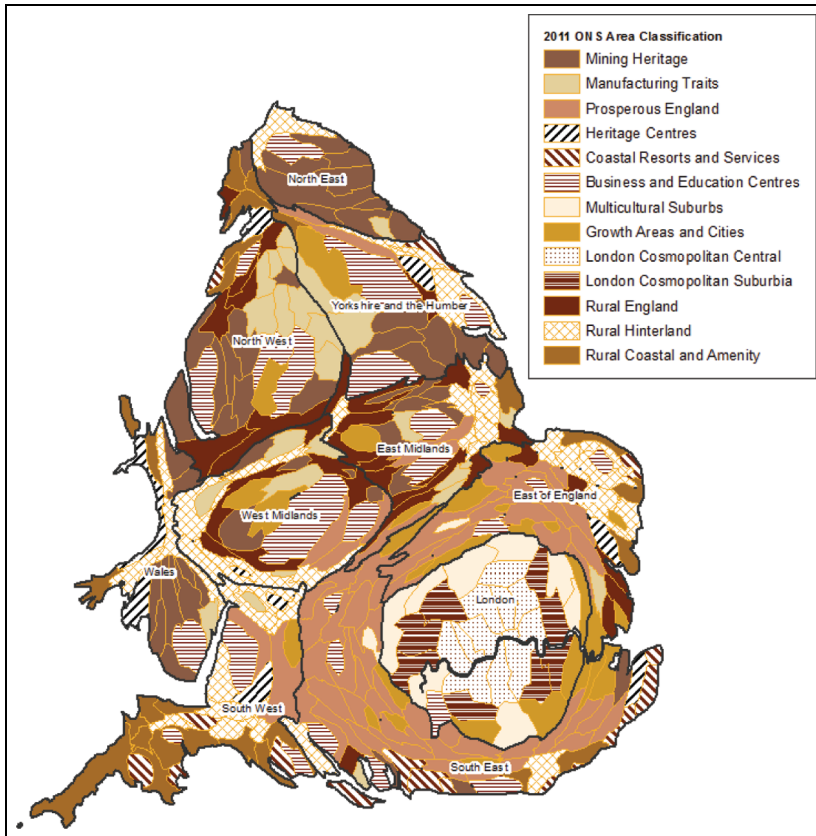 2011 ONS Area Classification
Mining Heritage
Manufacturing Traits
Prosperous England
Heritage Centres
Coastal Resorts and Services
Business and Education Centres
Multicultural Suburbs
Growth Areas and Cities
London Cosmopolitan Central
London Cosmopolitan Suburbia
Rural England
Rural Hinterland
Rural Coastal and Amenity
North East
Yorkshire and the Humber
North West
East Midlands
East of England
West Midlands
Wales
London
South West
South East